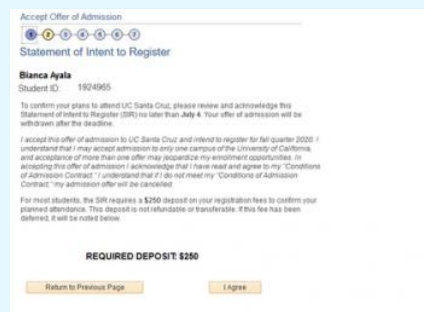 Accept Offer of Admission
1 2 3 4 5 6 7
Statement of Intent to Register
Bianca Ayala
Student ID: 1924965
To confirm your plans to attend UC Santa Cruz, please review and acknowledge this
Statement of Intent to Register (SIR) no later than July 4. Your offer of admission will be
withdrawn after the deadline.
I accept this offer of admission to UC Santa Cruz and intend to register for fall quarter 2020. I
understand that I may accept admission to only one campus of the University of California,
and acceptance of more than one offer may jeopardize my enrollment opportunities. In
accepting this offer of admission I acknowledge that I have read and agree to my "Conditions
of Admission Contract." I understand that if I do not meet my "Conditions of Admission
Contract," my admission offer will be cancelled.
For most students, the SIR requires a $250 deposit on your registration fees to confirm your
planned attendance. This deposit is not refundable or transferable. If this fee has been
deferred, it will be noted below.
REQUIRED DEPOSIT: $250
Return to Previous Page I Agree